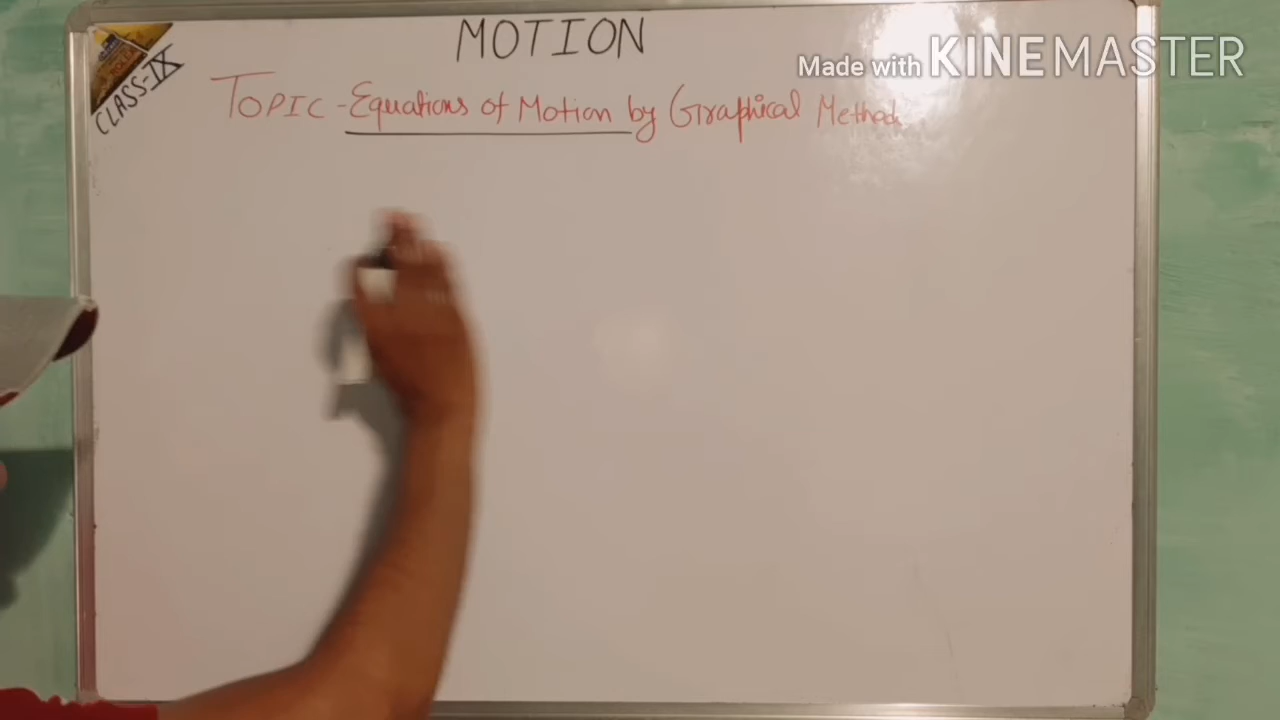 MOTION
Made with KINEMASTER
CLASS-IX
TOPIC - Equations of Motion by Graphical Method